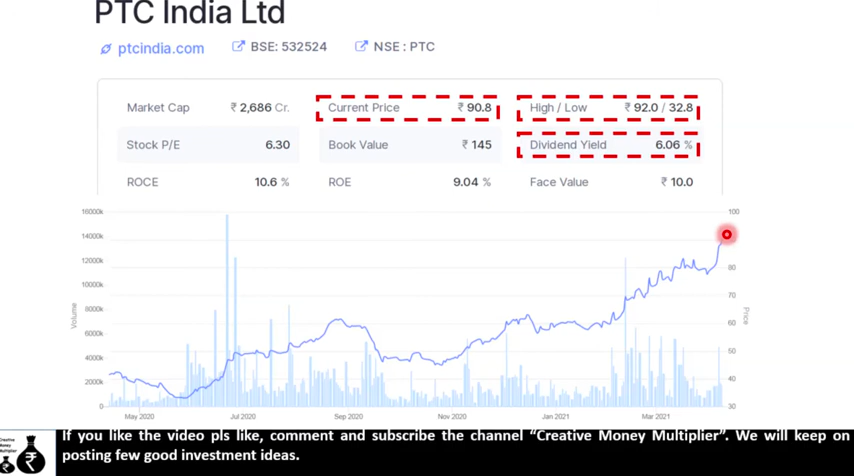 PTC India Ltd
ptcindia.com BSE: 532524 NSE : PTC
Market Cap ₹ 2,686 Cr. Current Price ₹ 90.8 High / Low ₹ 92.0 / 32.8
Stock P/E 6.30 Book Value ₹ 145 Dividend Yield 6.06 %
ROCE 10.6 % ROE 9.04 % Face Value ₹ 10.0
16000k 100
14000k
12000k 80
10000k 70
Volume 8000k 60 Price
6000k
4000k 50
2000k 40
0 30
May 2020 Jul 2020 Sep 2020 Nov 2020 Jan 2021 Mar 2021
Creative
Money
Multiplier
If you like the video pls like, comment and subscribe the channel “Creative Money Multiplier”. We will keep on
posting few good investment ideas.